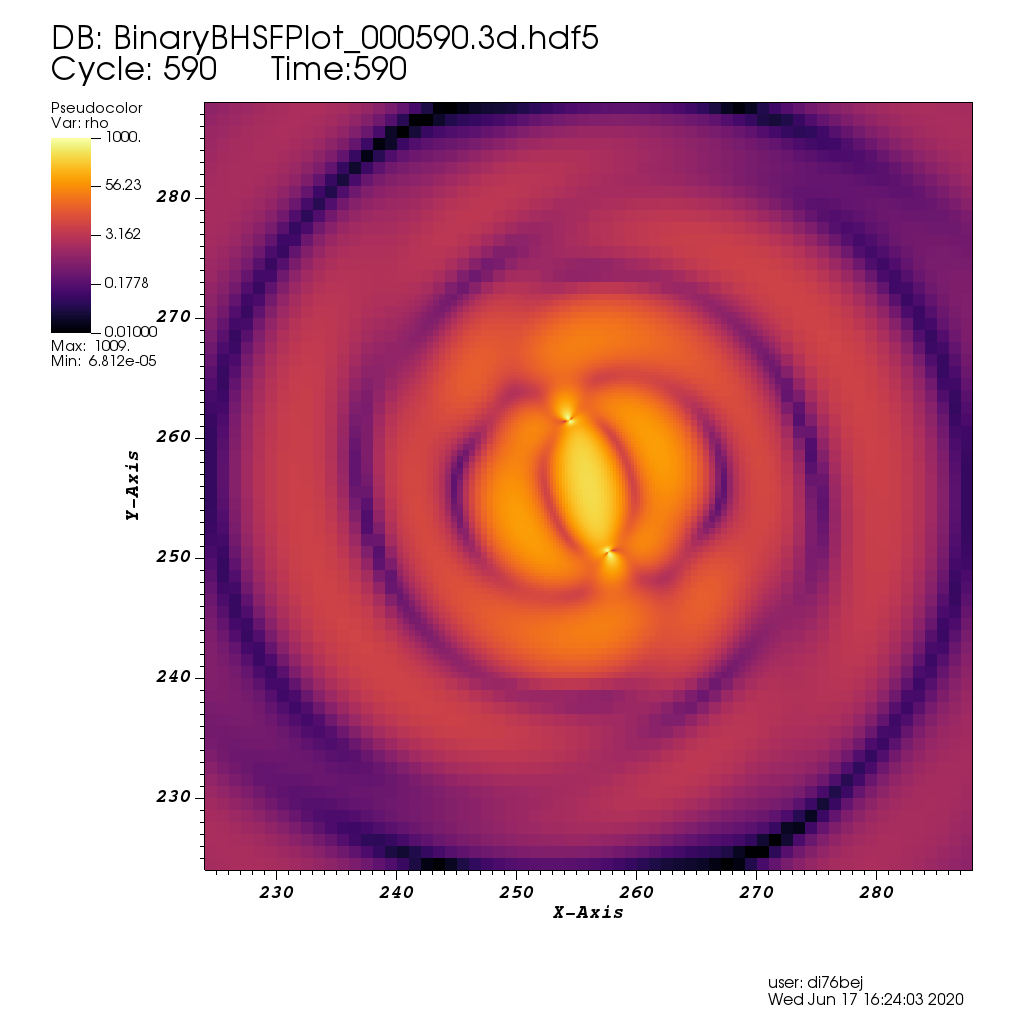 DB: BinaryBHSFPlot_000590.3d.hdf5
Cycle: 590 Time:590
Pseudocolor
Var: rho
1000.
56.23
3.162
0.1778
0.01000
Max: 1009.
Min: 6.812e-05
280
270
260
250
240
230
Y-Axis
230 240 250 260 270 280
X-Axis
user: di76bej
Wed Jun 17 16:24:03 2020